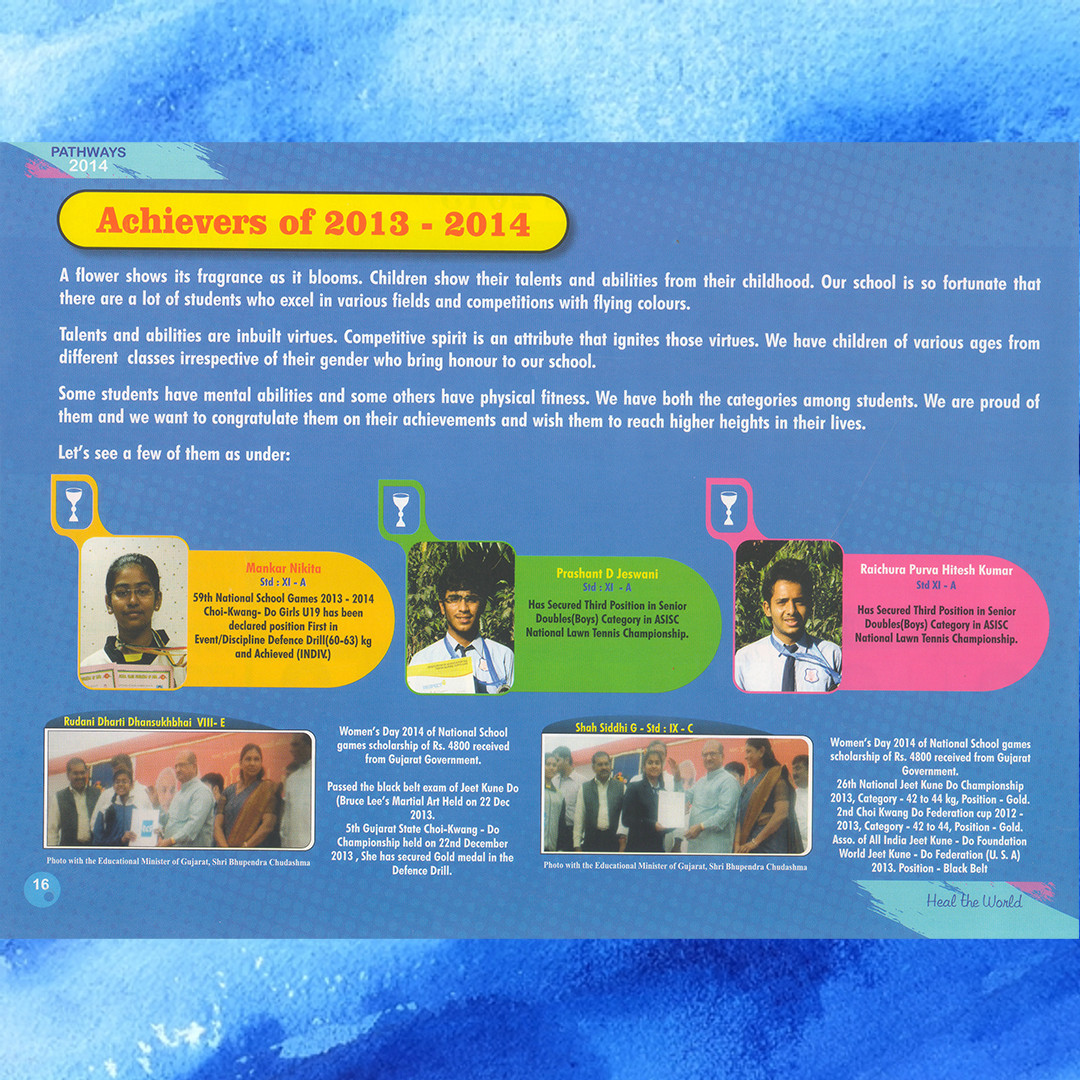 PATHWAYS
2014
Achievers of 2013 - 2014
A flower shows its fragrance as it blooms. Children show their talents and abilities from their childhood. Our school is so fortunate that
there are a lot of students who excel in various fields and competitions with flying colours.
Talents and abilities are inbuilt virtues. Competitive spirit is an attribute that ignites those virtues. We have children of various ages from
different classes irrespective of their gender who bring honour to our school.
Some students have mental abilities and some others have physical fitness. We have both the categories among students. We are proud of
them and we want to congratulate them on their achievements and wish them to reach higher heights in their lives.
Let's see a few of them as under:
Mankar Nikita
Std : XI - A
59th National School Games 2013 - 2014
Choi-Kwang- Do Girls U19 has been
declared position First in
Event/Discipline Defence Drill(60-63) kg
and Achieved (INDIV.)
Prashant D Jeswani
Std : XI - A
Has Secured Third Position in Senior
Doubles(Boys) Category in ASISC
National Lawn Tennis Championship.
Raichura Purva Hitesh Kumar
Std XI - A
Has Secured Third Position in Senior
Doubles(Boys) Category in ASISC
National Lawn Tennis Championship.
Rudani Dharti Dhansukhbhai VIII- E
Photo with the Educational Minister of Gujarat, Shri Bhupendra Chudashma
Women's Day 2014 of National School
games scholarship of Rs. 4800 received
from Gujarat Government.
Passed the black belt exam of Jeet Kune Do
(Bruce Lee's Martial Art Held on 22 Dec
2013.
5th Gujarat State Choi-Kwang - Do
Championship held on 22nd December
2013 , She has secured Gold medal in the
Defence Drill.
Shah Siddhi G - Std : IX - C
Photo with the Educational Minister of Gujarat, Shri Bhupendra Chudashma
Women's Day 2014 of National School games
scholarship of Rs. 4800 received from Gujarat
Government.
26th National Jeet Kune Do Championship
2013, Category - 42 to 44 kg, Position - Gold.
2nd Choi Kwang Do Federation cup 2012 -
2013, Category - 42 to 44, Position - Gold.
Asso. of All India Jeet Kune - Do Foundation
World Jeet Kune - Do Federation (U. S. A)
2013. Position - Black Belt
16
Heal the World